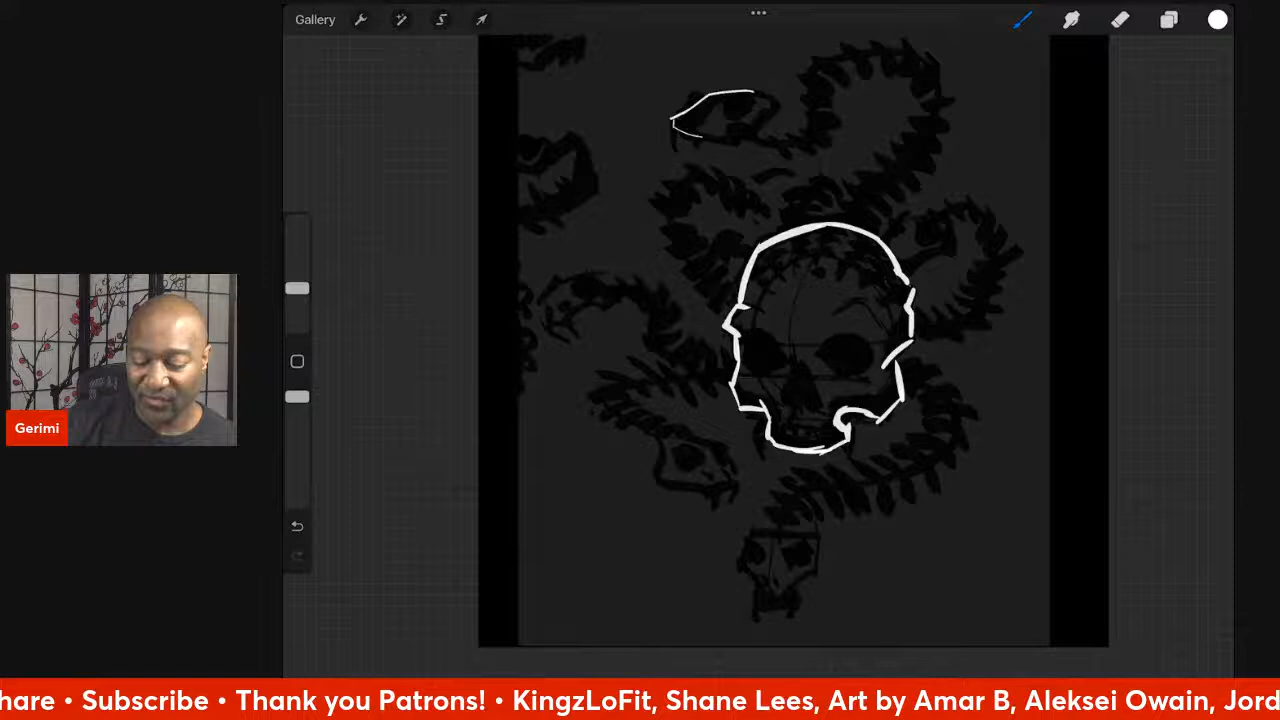 Gallery
Gerimi
hare • Subscribe • Thank you Patrons! • KingzLoFit, Shane Lees, Art by Amar B, Aleksei Owain, Jord